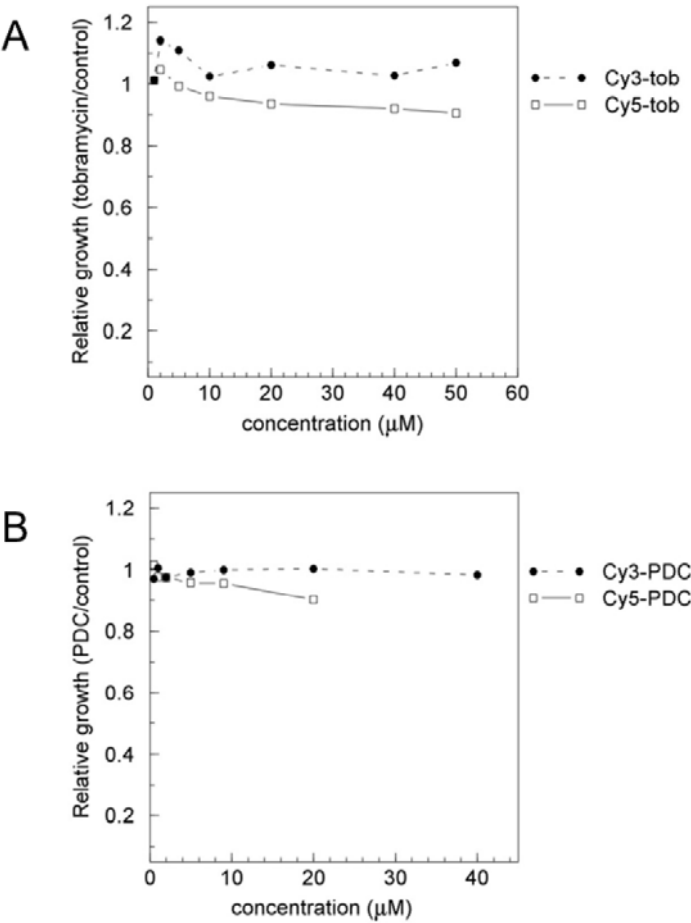 A
Relative growth (tobramycin/control)
1.2
1
0.8
0.6
0.4
0.2
0 10 20 30 40 50 60
concentration (μM)
Cy3-tob
Cy5-tob
B
Relative growth (PDC/control)
1.2
1
0.8
0.6
0.4
0.2
0 10 20 30 40
concentration (μM)
Cy3-PDC
Cy5-PDC